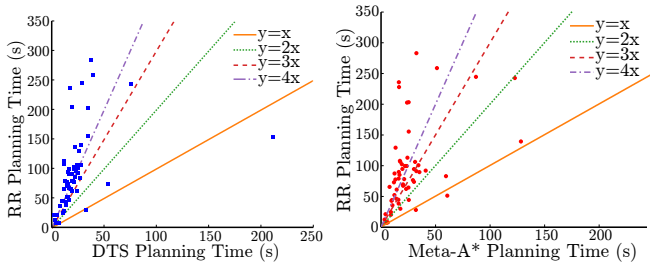 350
300
250
200
150
100
50
0
0 50 100 150 200 250
RR Planning Time (s)
DTS Planning Time (s)
y=x
y=2x
y=3x
y=4x
350
300
250
200
150
100
50
0
0 50 100 150 200
RR Planning Time (s)
Meta-A* Planning Time (s)
y=x
y=2x
y=3x
y=4x